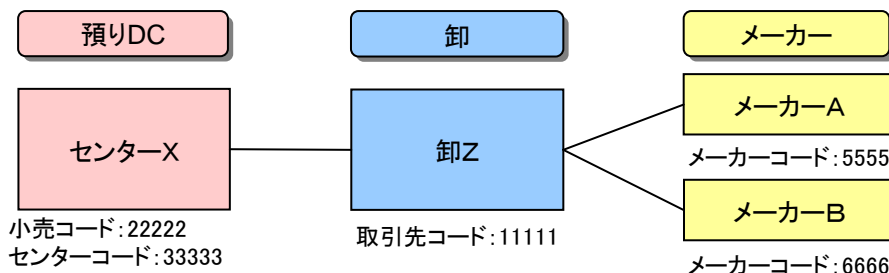 預りDC
卸
メーカー
センターX
卸Z
メーカーA
メーカーコード:5555
メーカーB
メーカーコード:6666
小売コード:22222
センターコード:33333
取引先コード:11111